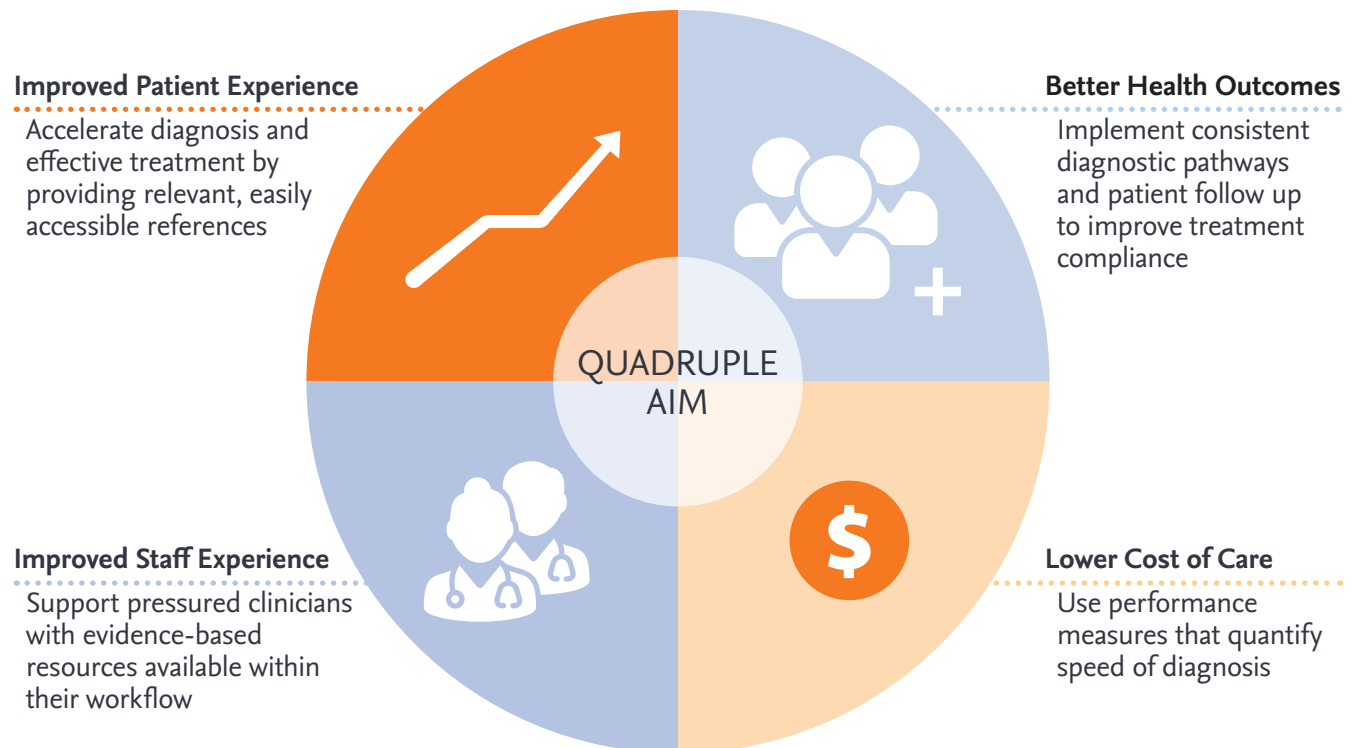 Improved Patient Experience
Accelerate diagnosis and
effective treatment by
providing relevant, easily
accessible references
Better Health Outcomes
Implement consistent
diagnostic pathways
and patient follow up
to improve treatment
compliance
QUADRUPLE
AIM
Improved Staff Experience
Support pressured clinicians
with evidence-based
resources available within
their workflow
$
Lower Cost of Care
Use performance
measures that quantify
speed of diagnosis